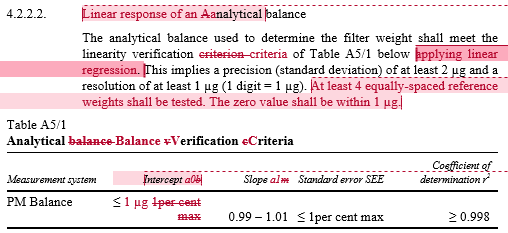 4.2.2.2. Linear response of an Aanalytical balance
The analytical balance used to determine the filter weight shall meet the
linearity verification criterion criteria of Table A5/1 below applying linear
regression. This implies a precision (standard deviation) of at least 2 µg and a
resolution of at least 1 µg (1 digit = 1 µg). At least 4 equally-spaced reference
weights shall be tested. The zero value shall be within 1 µg.
Table A5/1
Analytical balance Balance vVerification cCriteria
Coefficient of
Measurement system Intercept a0b Slope a1m Standard error SEE determination r²
PM Balance ≤ 1 µg 1per cent
max 0.99 – 1.01 ≤ 1per cent max ≥ 0.998